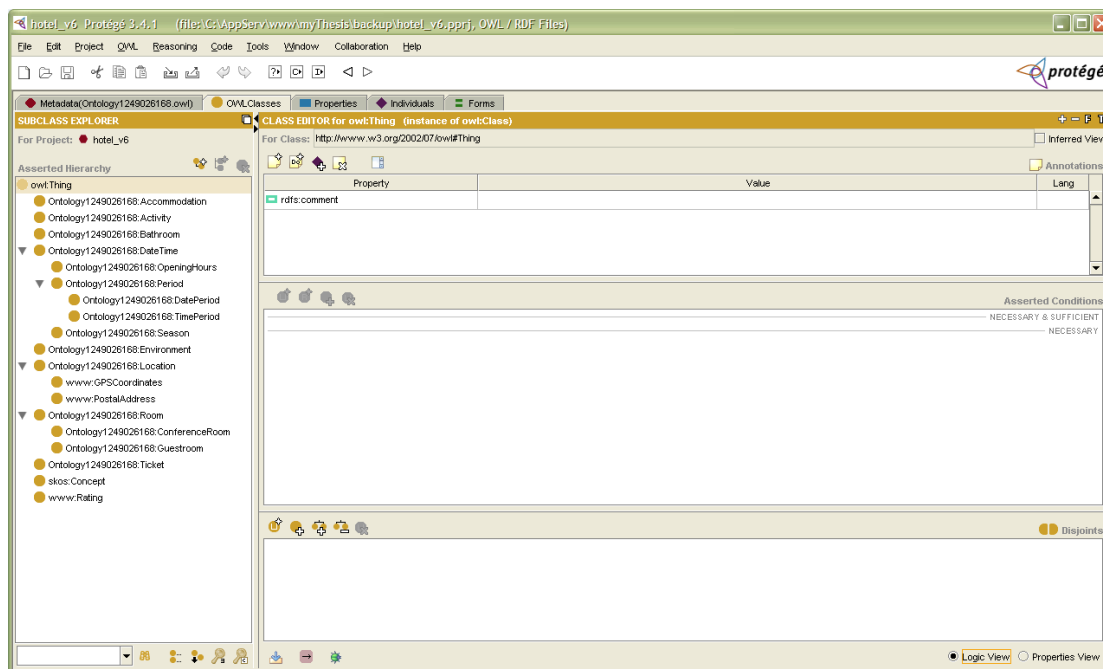 hotel_v6 Protégé 3.4.1 (file:\C:\AppServ\www\myThesis\backup\hotel_v6.pprj, OWL / RDF Files)
File Edit Project OWL Reasoning Code Tools Window Collaboration Help
protégé
Metadata(Ontology1249026168.owl) OWLClasses Properties Individuals Forms
SUBCLASS EXPLORER
For Project: hotel_v6
Asserted Hierarchy
owl:Thing
Ontology1249026168:Accommodation
Ontology1249026168:Activity
Ontology1249026168:Bathroom
Ontology1249026168:DateTime
Ontology1249026168:OpeningHours
Ontology1249026168:Period
Ontology1249026168:DatePeriod
Ontology1249026168:TimePeriod
Ontology1249026168:Season
Ontology1249026168:Environment
Ontology1249026168:Location
www:GPSCoordinates
www:PostalAddress
Ontology1249026168:Room
Ontology1249026168:ConferenceRoom
Ontology1249026168:Guestroom
Ontology1249026168:Ticket
skos:Concept
www:Rating
CLASS EDITOR for owl:Thing (instance of owl:Class)
For Class: http://www.w3.org/2002/07/owl#Thing Inferred View
Annotations
Property Value Lang
rdfs:comment
Asserted Conditions
NECESSARY & SUFFICIENT
NECESSARY
Disjoints
Logic View Properties View